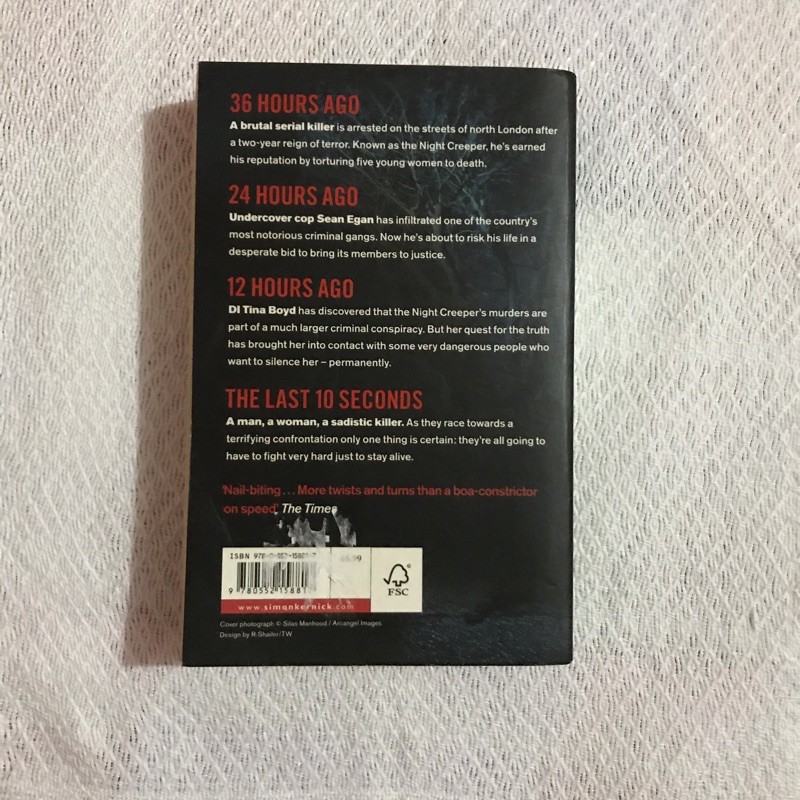 36 HOURS AGO
A brutal serial killer is arrested on the streets of north London after
a two-year reign of terror. Known as the Night Creeper, he's earned
his reputation by torturing five young women to death.
24 HOURS AGO
Undercover cop Sean Egan has infiltrated one of the country's
most notorious criminal gangs. Now he's about to risk his life in a
desperate bid to bring its members to justice.
12 HOURS AGO
DI Tina Boyd has discovered that the Night Creeper's murders are
part of a much larger criminal conspiracy. But her quest for the truth
has brought her into contact with some very dangerous people who
want to silence her – permanently.
THE LAST 10 SECONDS
A man, a woman, a sadistic killer. As they race towards a
terrifying confrontation only one thing is certain: they're all going to
have to fight very hard just to stay alive.
'Nail-biting... More twists and turns than a boa-constrictor
on speed' The Times
ISBN
9 780552 15881
FSC
www.simonkernick.com
Cover photograph © Silas Manhood / Arcangel Images
Design by R.Shailer/TW